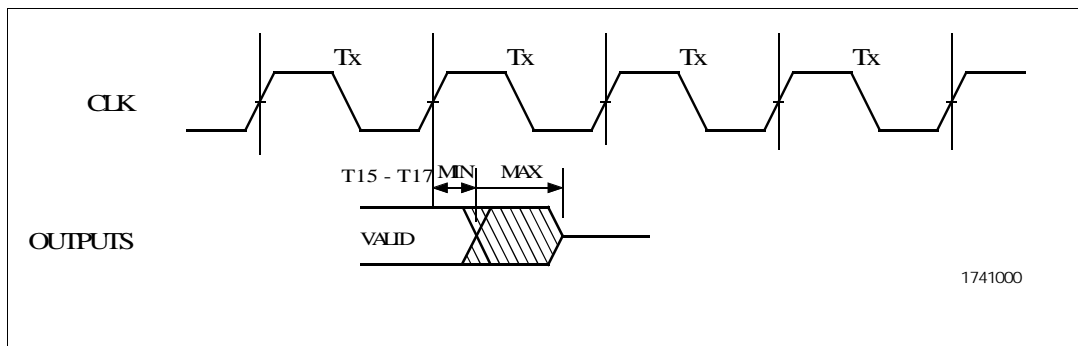 Tx Tx Tx Tx
CLK
T15 - T17 MIN MAX
OUTPUTS VALID
1741000